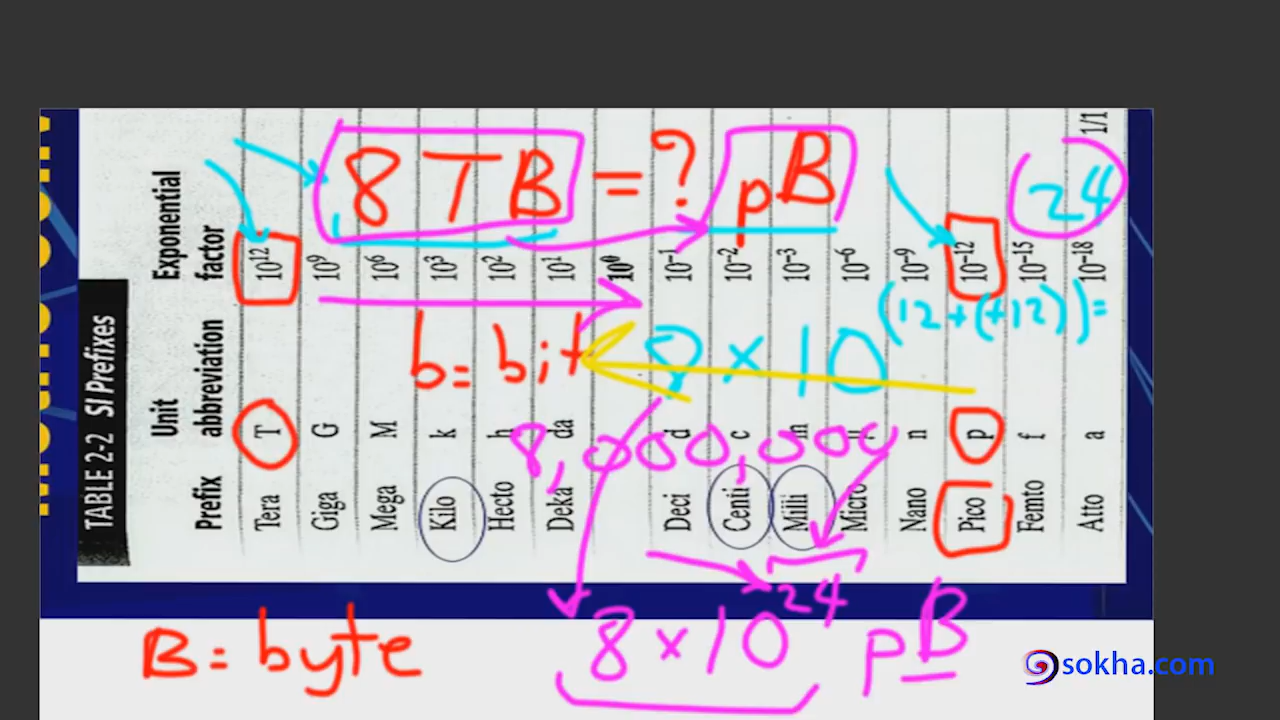 TABLE 2-2 SI Prefixes
Prefix Unit abbreviation Exponential factor
Tera T 10¹²
Giga G 10⁹
Mega M 10⁶
Kilo k 10³
Hecto h 10²
Deka da 10¹
10⁰
Deci d 10⁻¹
Centi c 10⁻²
Milli m 10⁻³
Micro 10⁻⁶
Nano n 10⁻⁹
Pico p 10⁻¹²
Femto f 10⁻¹⁵
Atto a 10⁻¹⁸
1/1
8 TB = ? pB
24
b = bit
8 × 10 (12+(+12)) =
8,000,000
8 × 10²⁴ pB
B = byte
sokha.com